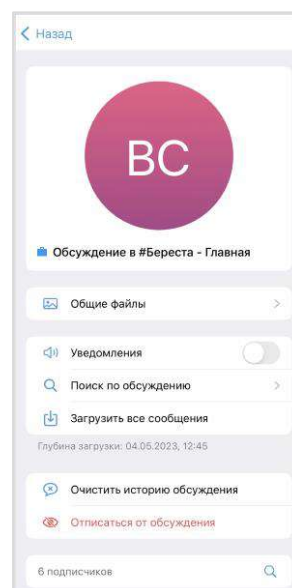 Назад
ВС
Обсуждение в #Береста - Главная
Общие файлы
Уведомления
Поиск по обсуждению
Загрузить все сообщения
Глубина загрузки: 04.05.2023, 12:45
Очистить историю обсуждения
Отписаться от обсуждения
6 подписчиков